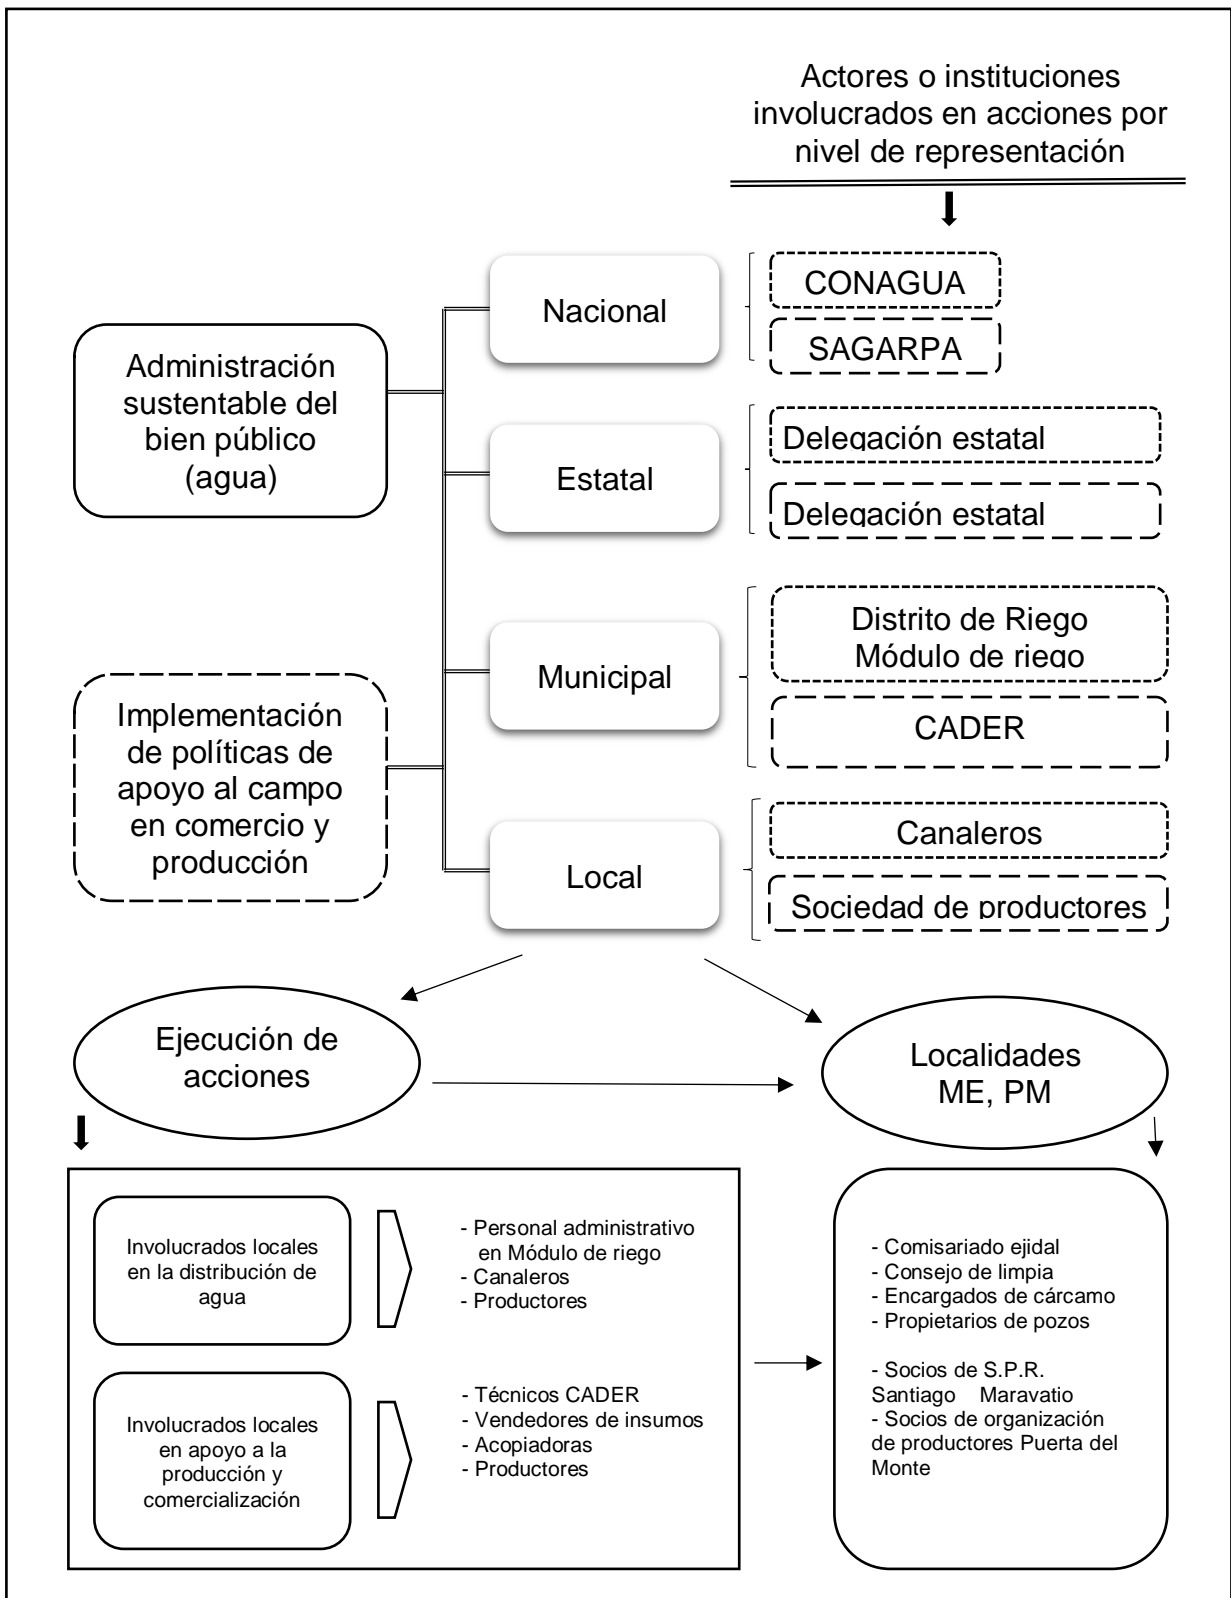 Actores o instituciones
involucrados en acciones por
nivel de representación
Administración
sustentable del
bien público
(agua)
Implementación
de políticas de
apoyo al campo
en comercio y
producción
Nacional
CONAGUA
SAGARPA
Estatal
Delegación estatal
Delegación estatal
Municipal
Distrito de Riego
Módulo de riego
CADER
Local
Canaleros
Sociedad de productores
Ejecución de
acciones
Localidades
ME, PM
Involucrados locales
en la distribución de
agua
- Personal administrativo
en Módulo de riego
- Canaleros
- Productores
Involucrados locales
en apoyo a la
producción y
comercialización
- Técnicos CADER
- Vendedores de insumos
- Acopiadoras
- Productores
- Comisariado ejidal
- Consejo de limpia
- Encargados de cárcamo
- Propietarios de pozos
- Socios de S.P.R.
Santiago Maravatio
- Socios de organización
de productores Puerta del
Monte